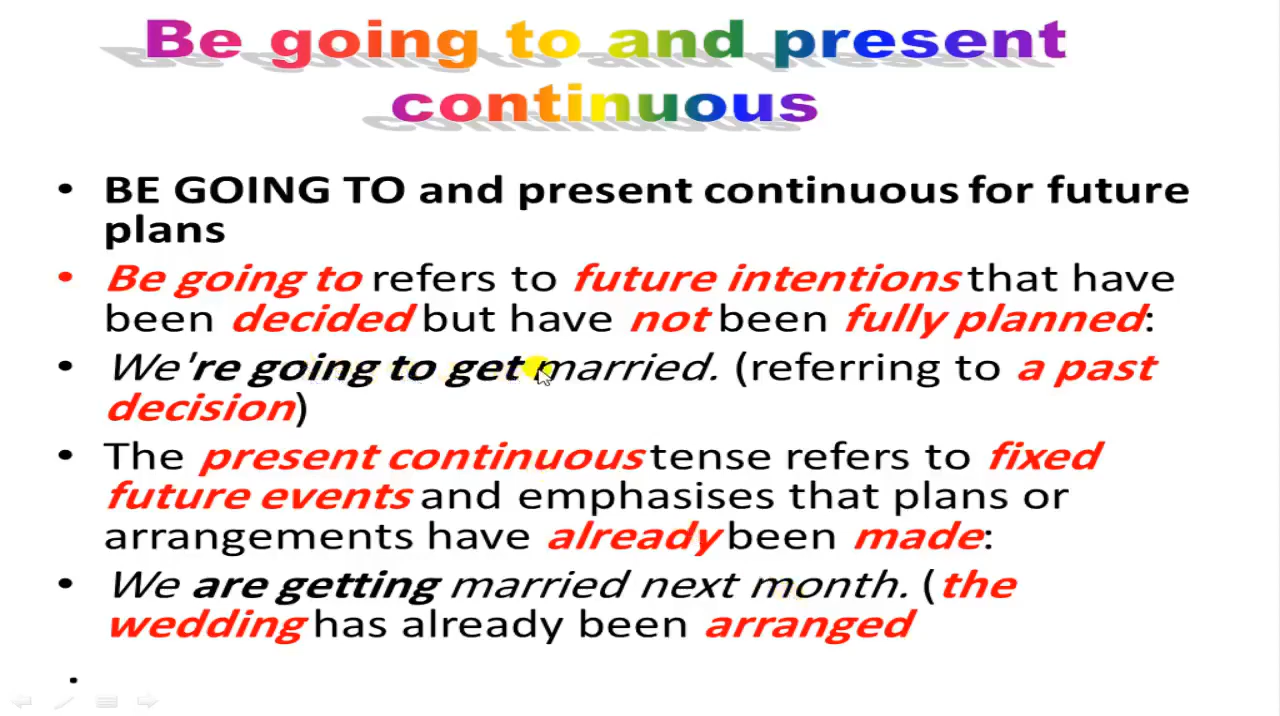 Be going to and present
continuous
• BE GOING TO and present continuous for future
plans
• Be going to refers to future intentions that have
been decided but have not been fully planned:
• We're going to get married. (referring to a past
decision)
• The present continuous tense refers to fixed
future events and emphasises that plans or
arrangements have already been made:
• We are getting married next month. (the
wedding has already been arranged
.